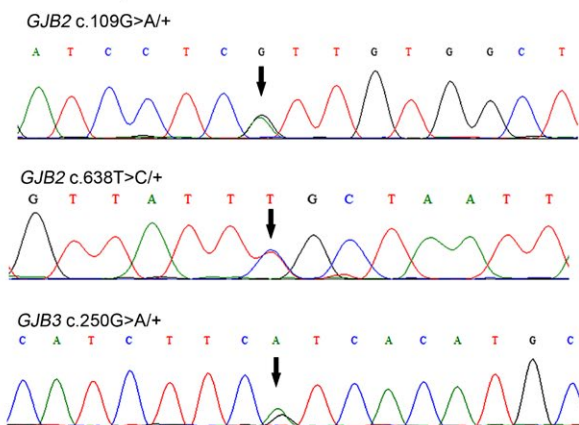 GJB2 c.109G>A/+
A T C C T C G T T G T G G C T
GJB2 c.638T>C/+
G T T A T T T G C T A A T T
GJB3 c.250G>A/+
C A T C T T C A T C A C A T G C